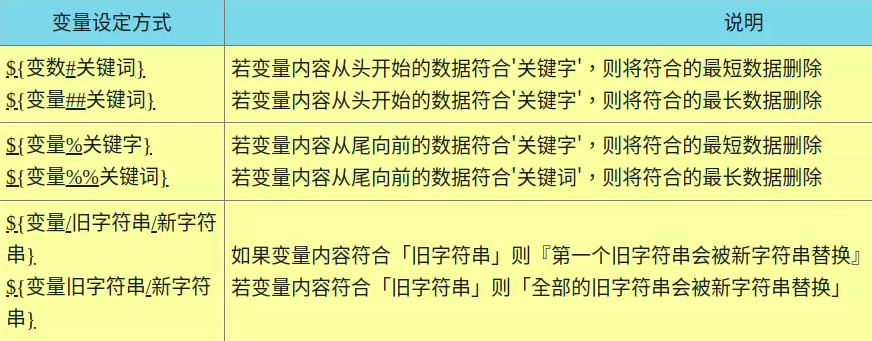 变量设定方式
说明
${变数#关键词}
若变量内容从头开始的数据符合'关键字'，则将符合的最短数据删除
${变量##关键词}
若变量内容从头开始的数据符合'关键字'，则将符合的最长数据删除
${变量%关键字}
若变量内容从尾向前的数据符合'关键字'，则将符合的最短数据删除
${变量%%关键词}
若变量内容从尾向前的数据符合'关键词'，则将符合的最长数据删除
${变量/旧字符串/新字符
串}
${变量旧字符串/新字符
串}
如果变量内容符合「旧字符串」则『第一个旧字符串会被新字符串替换』
若变量内容符合「旧字符串」则「全部的旧字符串会被新字符串替换」